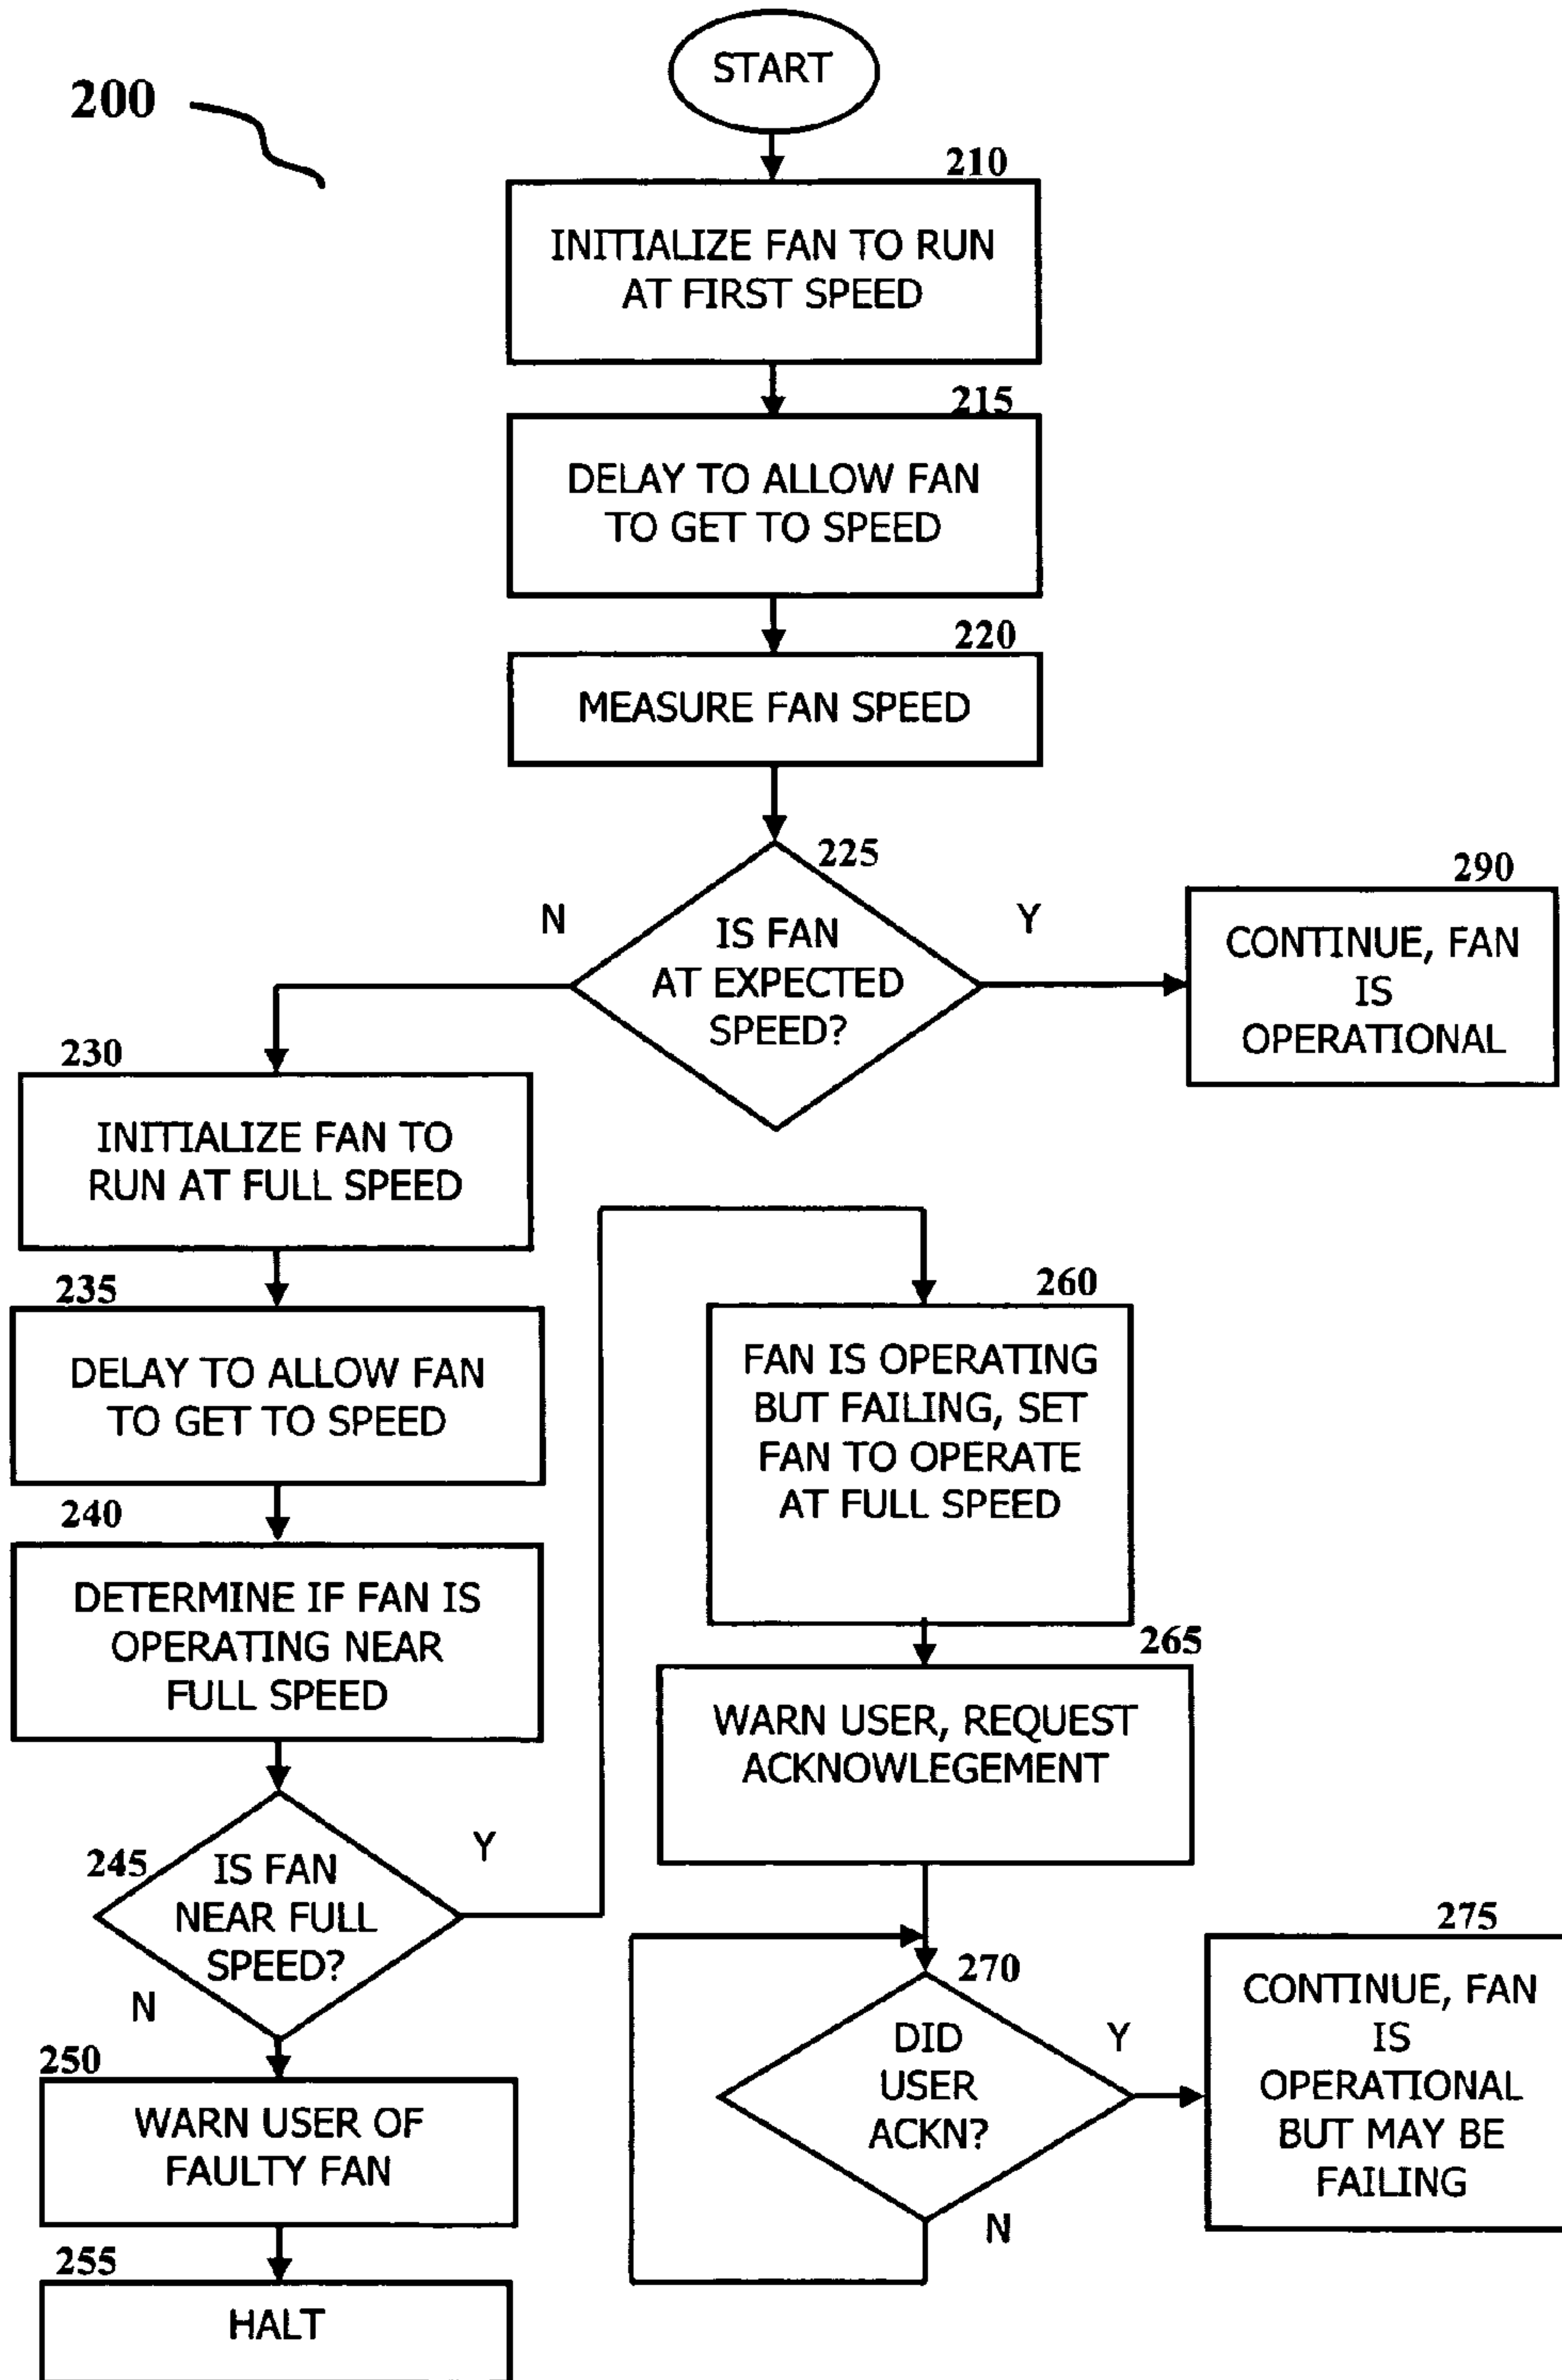 200
START
210
INITIALIZE FAN TO RUN
AT FIRST SPEED
215
DELAY TO ALLOW FAN
TO GET TO SPEED
220
MEASURE FAN SPEED
225
IS FAN
AT EXPECTED
SPEED?
N
Y
290
CONTINUE, FAN
IS
OPERATIONAL
230
INITIALIZE FAN TO
RUN AT FULL SPEED
235
DELAY TO ALLOW FAN
TO GET TO SPEED
240
DETERMINE IF FAN IS
OPERATING NEAR
FULL SPEED
245
IS FAN
NEAR FULL
SPEED?
Y
N
250
WARN USER OF
FAULTY FAN
255
HALT
260
FAN IS OPERATING
BUT FAILING, SET
FAN TO OPERATE
AT FULL SPEED
265
WARN USER, REQUEST
ACKNOWLEGEMENT
270
DID
USER
ACKN?
Y
N
275
CONTINUE, FAN
IS
OPERATIONAL
BUT MAY BE
FAILING